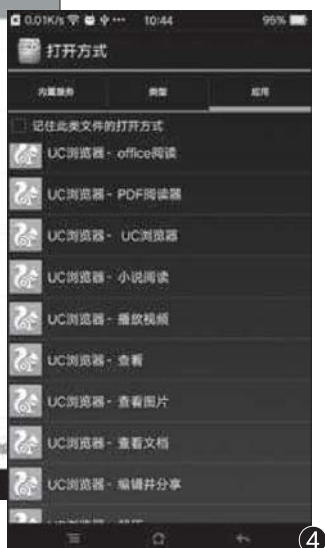 0.01K/s 10:44 95%
打开方式
内置服务 类型 应用
记住此类文件的打开方式
UC浏览器 - office阅读
UC浏览器 - PDF阅读器
UC浏览器 - UC浏览器
UC浏览器 - 小说阅读
UC浏览器 - 播放视频
UC浏览器 - 查看
UC浏览器 - 查看图片
UC浏览器 - 查看文档
UC浏览器 - 编辑并分享
④